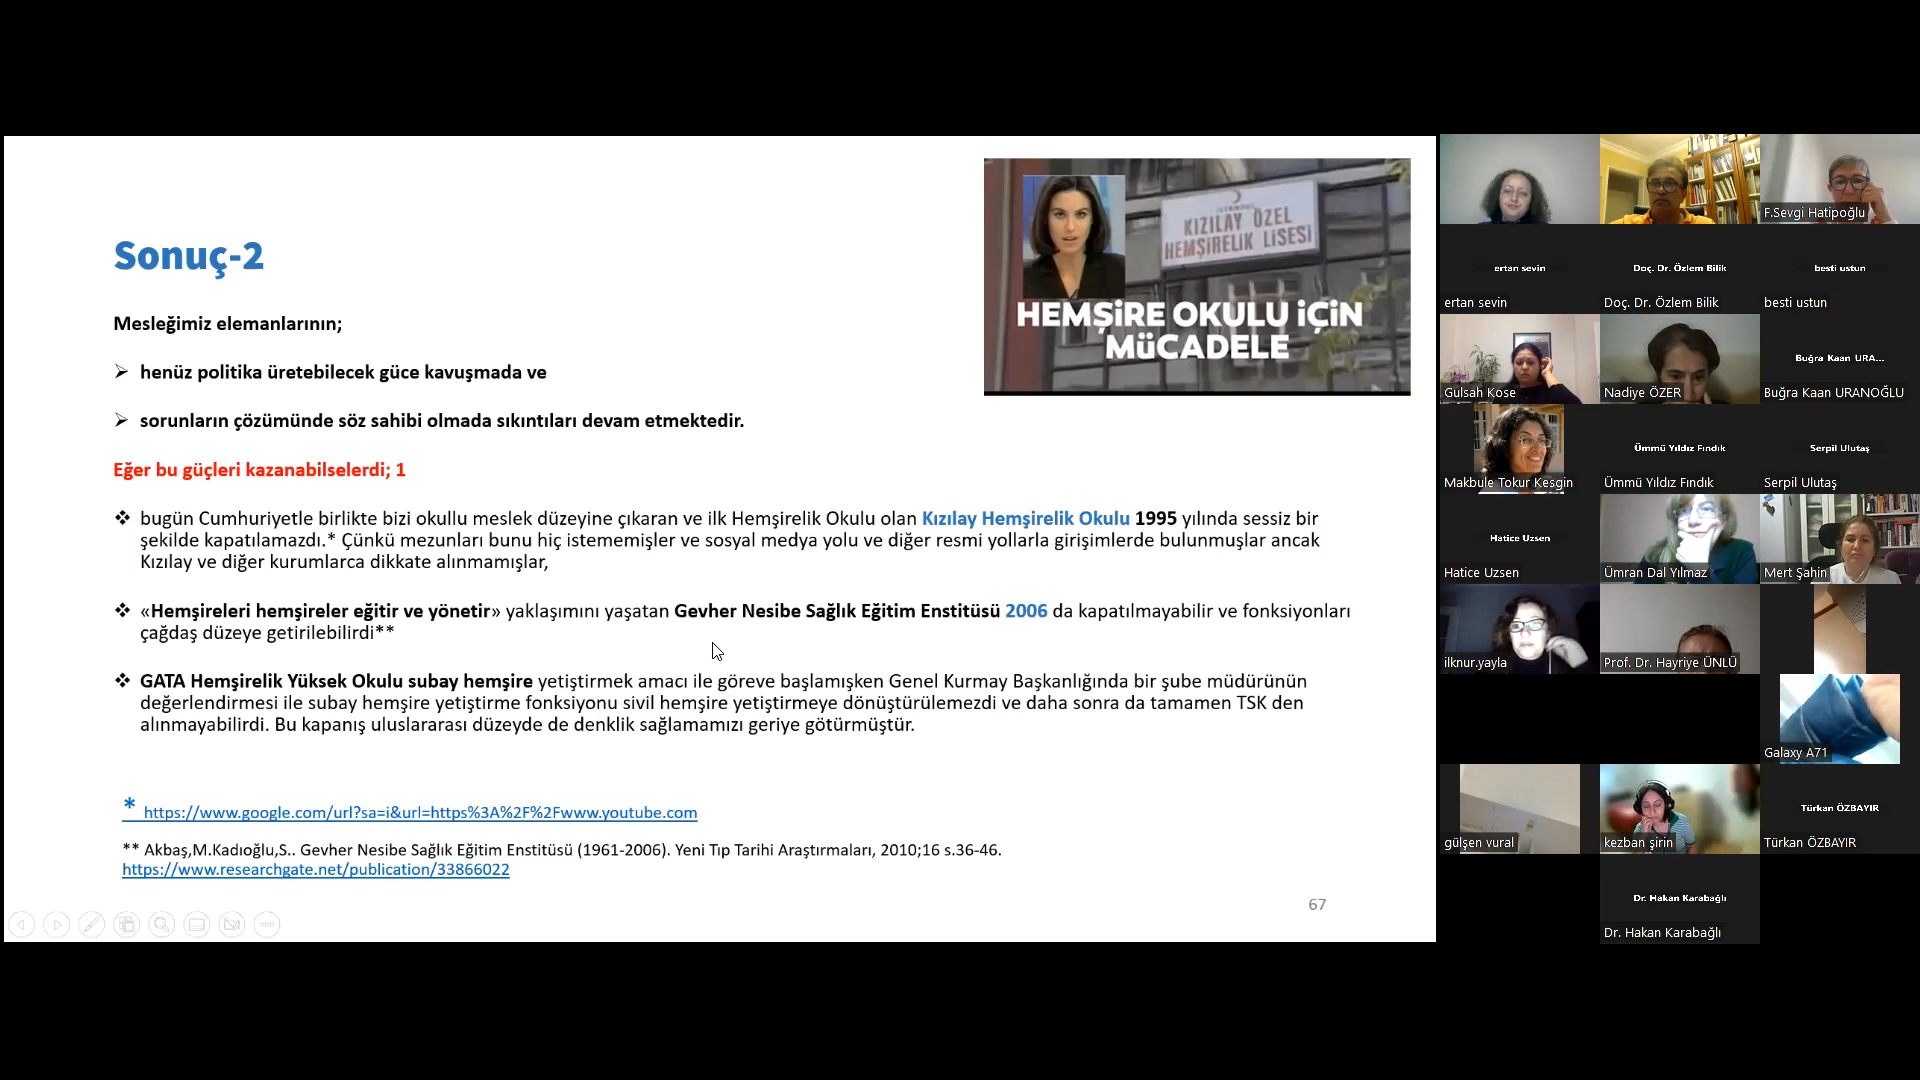 Sonuç-2
Mesleğimiz elemanlarının;
➢ henüz politika üretebilecek güce kavuşmada ve
➢ sorunların çözümünde söz sahibi olmada sıkıntıları devam etmektedir.
Eğer bu güçleri kazanabilselerdi; 1
❖ bugün Cumhuriyetle birlikte bizi okullu meslek düzeyine çıkaran ve ilk Hemşirelik Okulu olan Kızılay Hemşirelik Okulu 1995 yılında sessiz bir
şekilde kapatılamazdı.* Çünkü mezunları bunu hiç istememişler ve sosyal medya yolu ve diğer resmi yollarla girişimlerde bulunmuşlar ancak
Kızılay ve diğer kurumlarca dikkate alınmamışlar,
❖ «Hemşireleri hemşireler eğitir ve yönetir» yaklaşımını yaşatan Gevher Nesibe Sağlık Eğitim Enstitüsü 2006 da kapatılmayabilir ve fonksiyonları
çağdaş düzeye getirilebilirdi**
❖ GATA Hemşirelik Yüksek Okulu subay hemşire yetiştirmek amacı ile göreve başlamışken Genel Kurmay Başkanlığında bir şube müdürünün
değerlendirmesi ile subay hemşire yetiştirme fonksiyonu sivil hemşire yetiştirmeye dönüştürülemezdi ve daha sonra da tamamen TSK den
alınmayabilirdi. Bu kapanış uluslararası düzeyde de denklik sağlamamızı geriye götürmüştür.
* https://www.google.com/url?sa=i&url=https%3A%2F%2Fwww.youtube.com
** Akbaş,M.Kadıoğlu,S.. Gevher Nesibe Sağlık Eğitim Enstitüsü (1961-2006). Yeni Tıp Tarihi Araştırmaları, 2010;16 s.36-46.
https://www.researchgate.net/publication/33866022
67
İSTANBUL
KIZILAY ÖZEL
HEMŞİRELİK LİSESİ
HEMŞiRE OKULU iÇiN
MüCADELE
F.Sevgi Hatipoğlu
ertan sevin
ertan sevin
Doç. Dr. Özlem Bilik
Doç. Dr. Özlem Bilik
besti ustun
besti ustun
Gülşah Köse
Nadiye ÖZER
Buğra Kaan URA...
Buğra Kaan URANOĞLU
Makbule Tokur Kesgin
Ümmü Yıldız Fındık
Ümmü Yıldız Fındık
Serpil Ulutaş
Serpil Ulutaş
Hatice Uzsen
Hatice Uzsen
Ümran Dal Yılmaz
Mert Şahin
ilknur.yayla
Prof. Dr. Hayriye ÜNLÜ
Galaxy A71
gülşen vural
kezban şirin
Türkan ÖZBAYIR
Türkan ÖZBAYIR
Dr. Hakan Karabağlı
Dr. Hakan Karabağlı